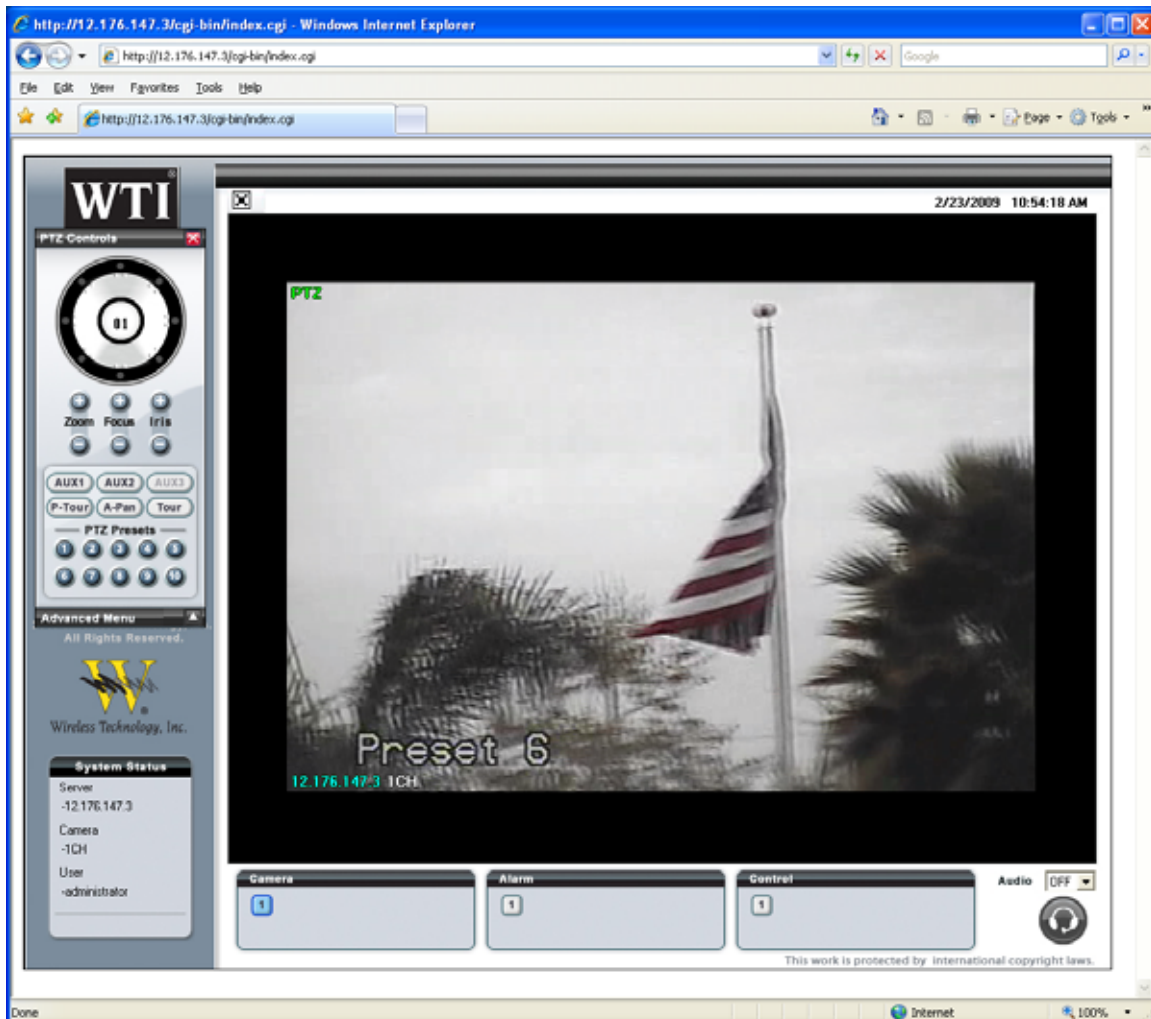 http://12.176.147.3/cgi-bin/index.cgi - Windows Internet Explorer
http://12.176.147.3/cgi-bin/index.cgi
Google
File Edit View Favorites Tools Help
http://12.176.147.3/cgi-bin/index.cgi
Page Tools »
WTI®
2/23/2009 10:54:18 AM
PTZ Controls
PTZ
01
Zoom Focus Iris
AUX1 AUX2 AUX3
P-Tour A-Pan Tour
PTZ Presets
1 2 3 4 5
6 7 8 9 10
Advanced Menu
All Rights Reserved.
W®
Wireless Technology, Inc.
Preset 6
12.176.147.3 1CH
System Status
Server
-12.176.147.3
Camera
-1CH
User
-administrator
Camera
1
Alarm
1
Control
1
Audio OFF
This work is protected by international copyright laws.
Done
Internet
100%